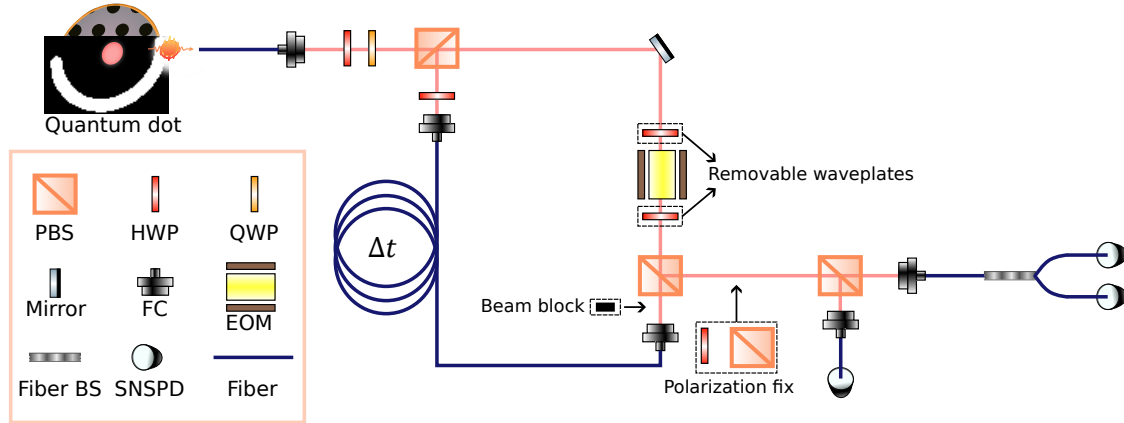 Quantum dot
Removable waveplates
Δt
Beam block
Polarization fix
PBS
HWP
QWP
Mirror
FC
EOM
Fiber BS
SNSPD
Fiber